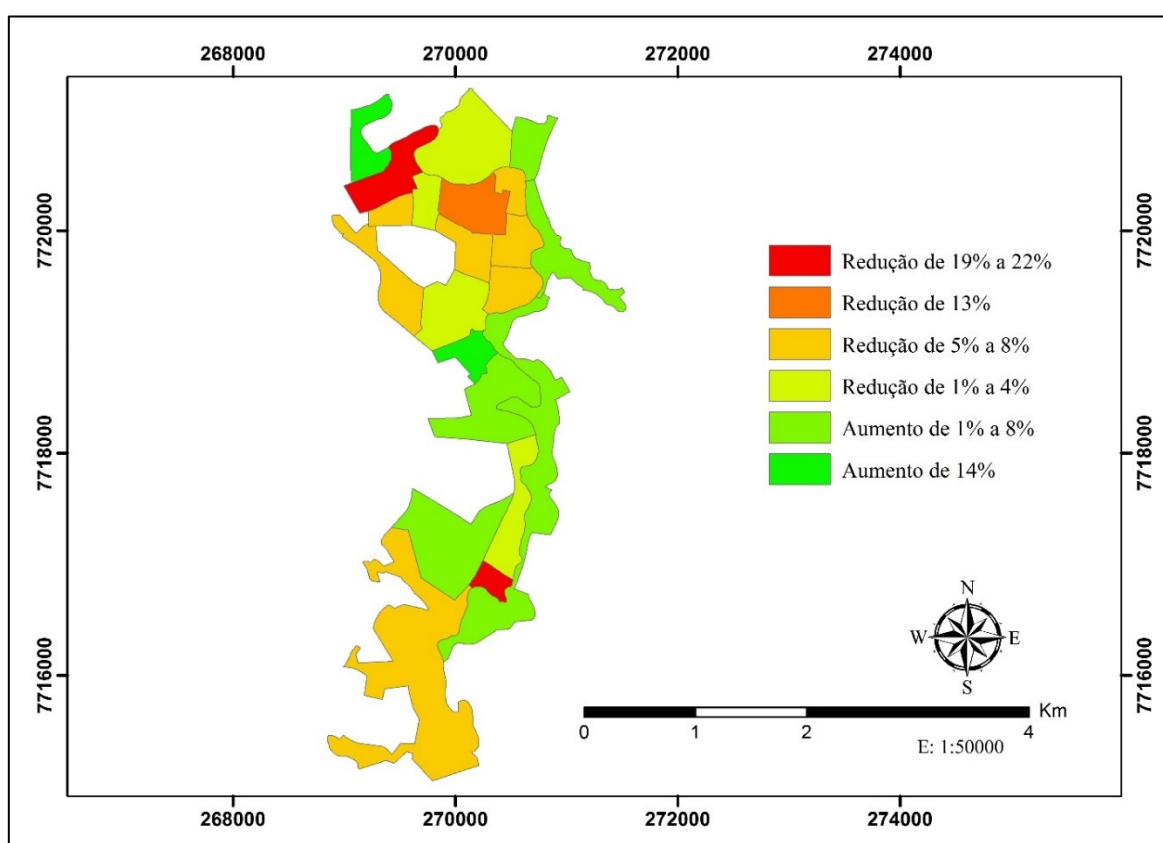 268000 270000 272000 274000
7720000 7720000
Redução de 19% a 22%
Redução de 13%
Redução de 5% a 8%
Redução de 1% a 4%
Aumento de 1% a 8%
Aumento de 14%
7718000 7718000
N
W E
S
7716000 7716000
Km
0 1 2 4
E: 1:50000
268000 270000 272000 274000